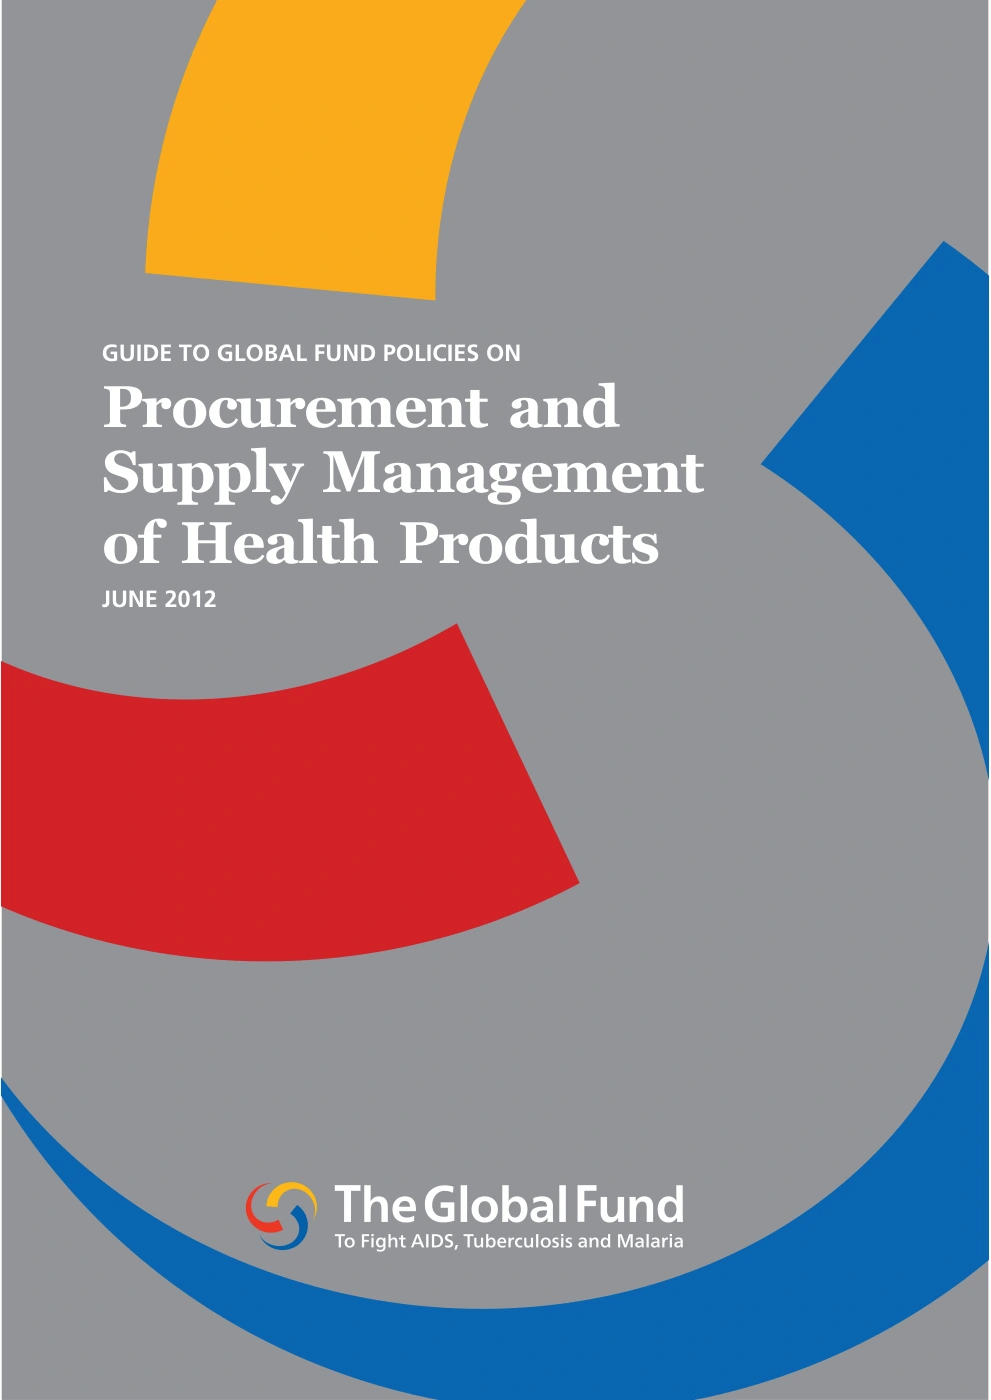 GUIDE TO GLOBAL FUND POLICIES ON
Procurement and
Supply Management
of Health Products
JUNE 2012
The Global Fund
To Fight AIDS, Tuberculosis and Malaria